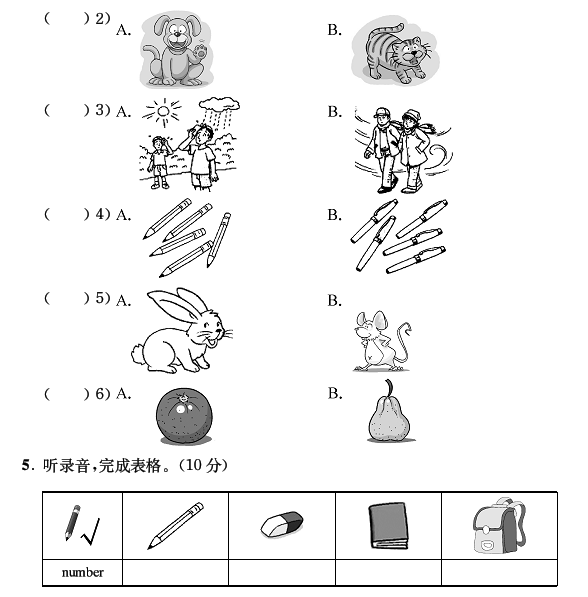 (　　)2) A.　　B.
(　　)3) A.　　B.
(　　)4) A.　　B.
(　　)5) A.　　B.
(　　)6) A.　　B.
5. 听录音,完成表格。(10 分)
number